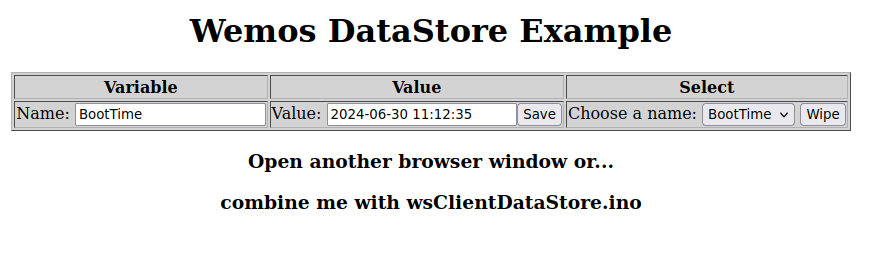 Wemos DataStore Example
Variable Value Select
Name: BootTime Value: 2024-06-30 11:12:35 Save Choose a name: BootTime Wipe
Open another browser window or...
combine me with wsClientDataStore.ino